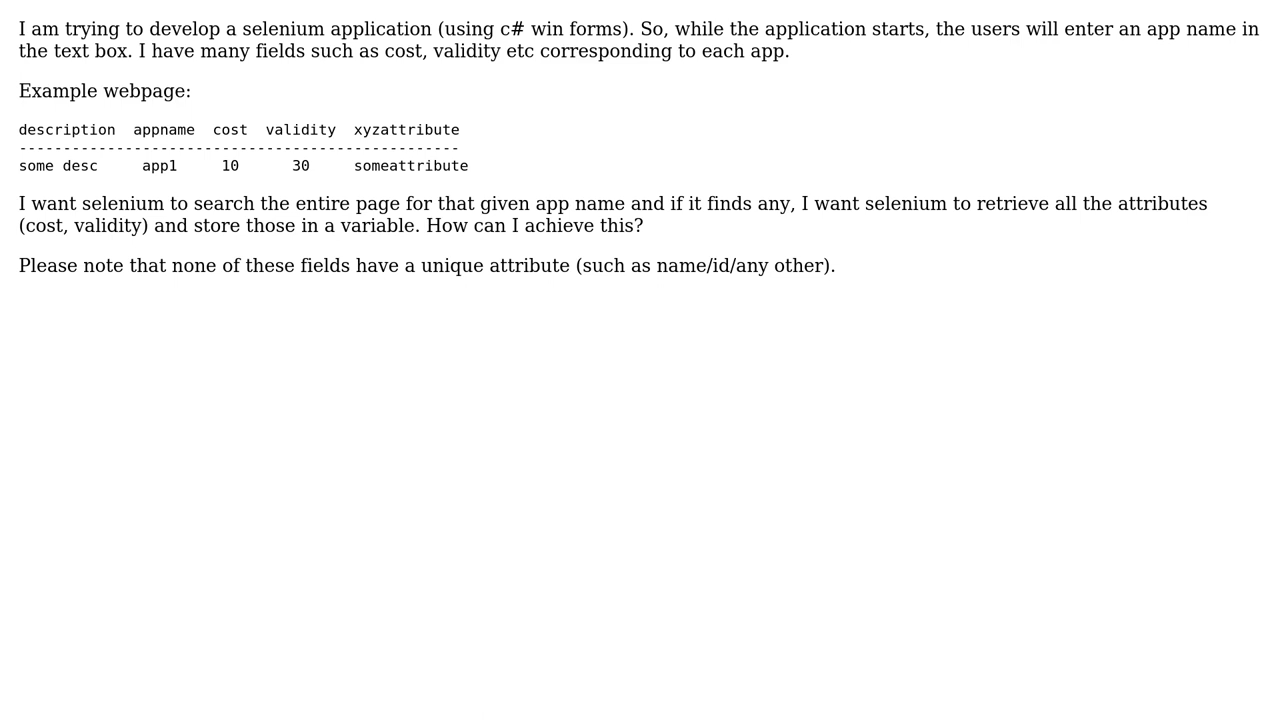 I am trying to develop a selenium application (using c# win forms). So, while the application starts, the users will enter an app name in
the text box. I have many fields such as cost, validity etc corresponding to each app.
Example webpage:
description  appname  cost  validity  xyzattribute
--------------------------------------------------
some desc     app1     10      30     someattribute
I want selenium to search the entire page for that given app name and if it finds any, I want selenium to retrieve all the attributes
(cost, validity) and store those in a variable. How can I achieve this?
Please note that none of these fields have a unique attribute (such as name/id/any other).